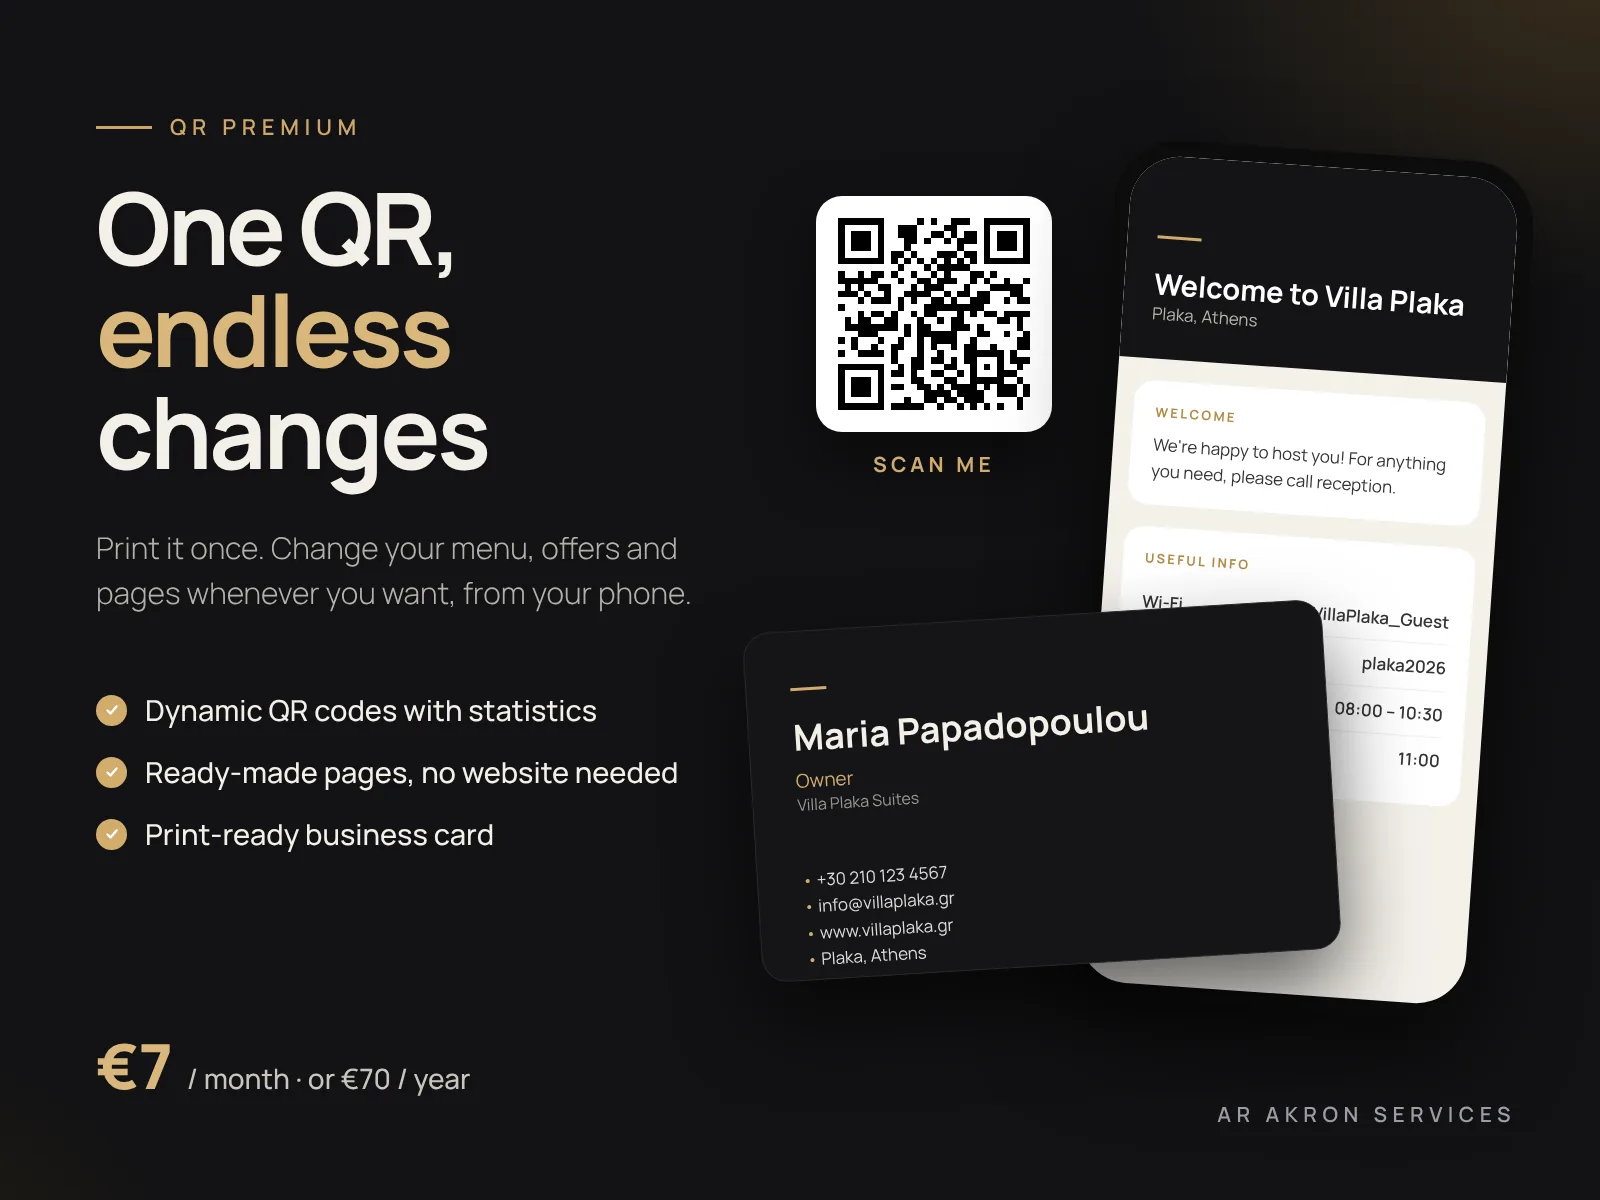 QR PREMIUM
One QR,
endless
changes
Print it once. Change your menu, offers and
pages whenever you want, from your phone.
Dynamic QR codes with statistics
Ready-made pages, no website needed
Print-ready business card
€7 / month · or €70 / year
SCAN ME
Welcome to Villa Plaka
Plaka, Athens
WELCOME
We're happy to host you! For anything
you need, please call reception.
USEFUL INFO
Wi-Fi VillaPlaka_Guest
plaka2026
08:00 – 10:30
11:00
Maria Papadopoulou
Owner
Villa Plaka Suites
• +30 210 123 4567
• info@villaplaka.gr
• www.villaplaka.gr
• Plaka, Athens
AR AKRON SERVICES